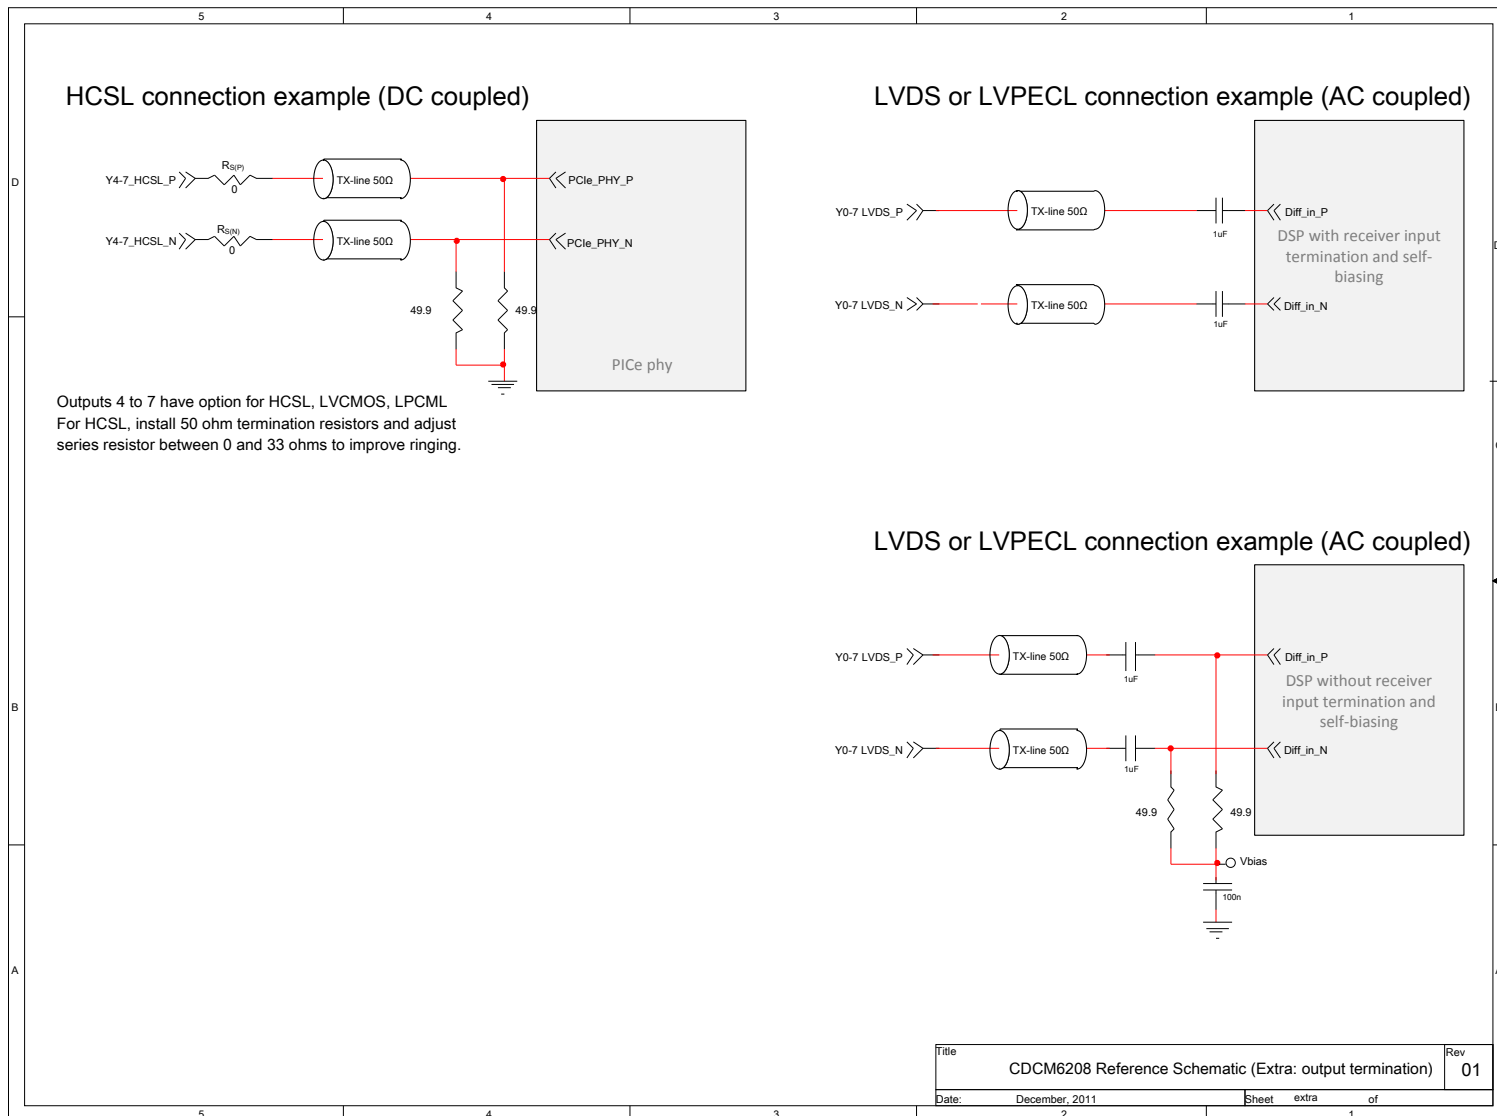 5 4 3 2 1
HCSL connection example (DC coupled)
Y4-7_HCSL_P
RS(P)
0
TX-line 50Ω
PCIe_PHY_P
Y4-7_HCSL_N
RS(N)
0
TX-line 50Ω
PCIe_PHY_N
49.9
49.9
PICe phy
Outputs 4 to 7 have option for HCSL, LVCMOS, LPCML
For HCSL, install 50 ohm termination resistors and adjust
series resistor between 0 and 33 ohms to improve ringing.
LVDS or LVPECL connection example (AC coupled)
Y0-7 LVDS_P
TX-line 50Ω
1uF
Diff_in_P
DSP with receiver input
termination and self-
biasing
Y0-7 LVDS_N
TX-line 50Ω
1uF
Diff_in_N
LVDS or LVPECL connection example (AC coupled)
Y0-7 LVDS_P
TX-line 50Ω
1uF
Diff_in_P
DSP without receiver
input termination and
self-biasing
Y0-7 LVDS_N
TX-line 50Ω
1uF
Diff_in_N
49.9
49.9
Vbias
100n
D
B
A
Title
CDCM6208 Reference Schematic (Extra: output termination)
Rev
01
Date:
December, 2011
Sheet extra of
5 4 3 2 1